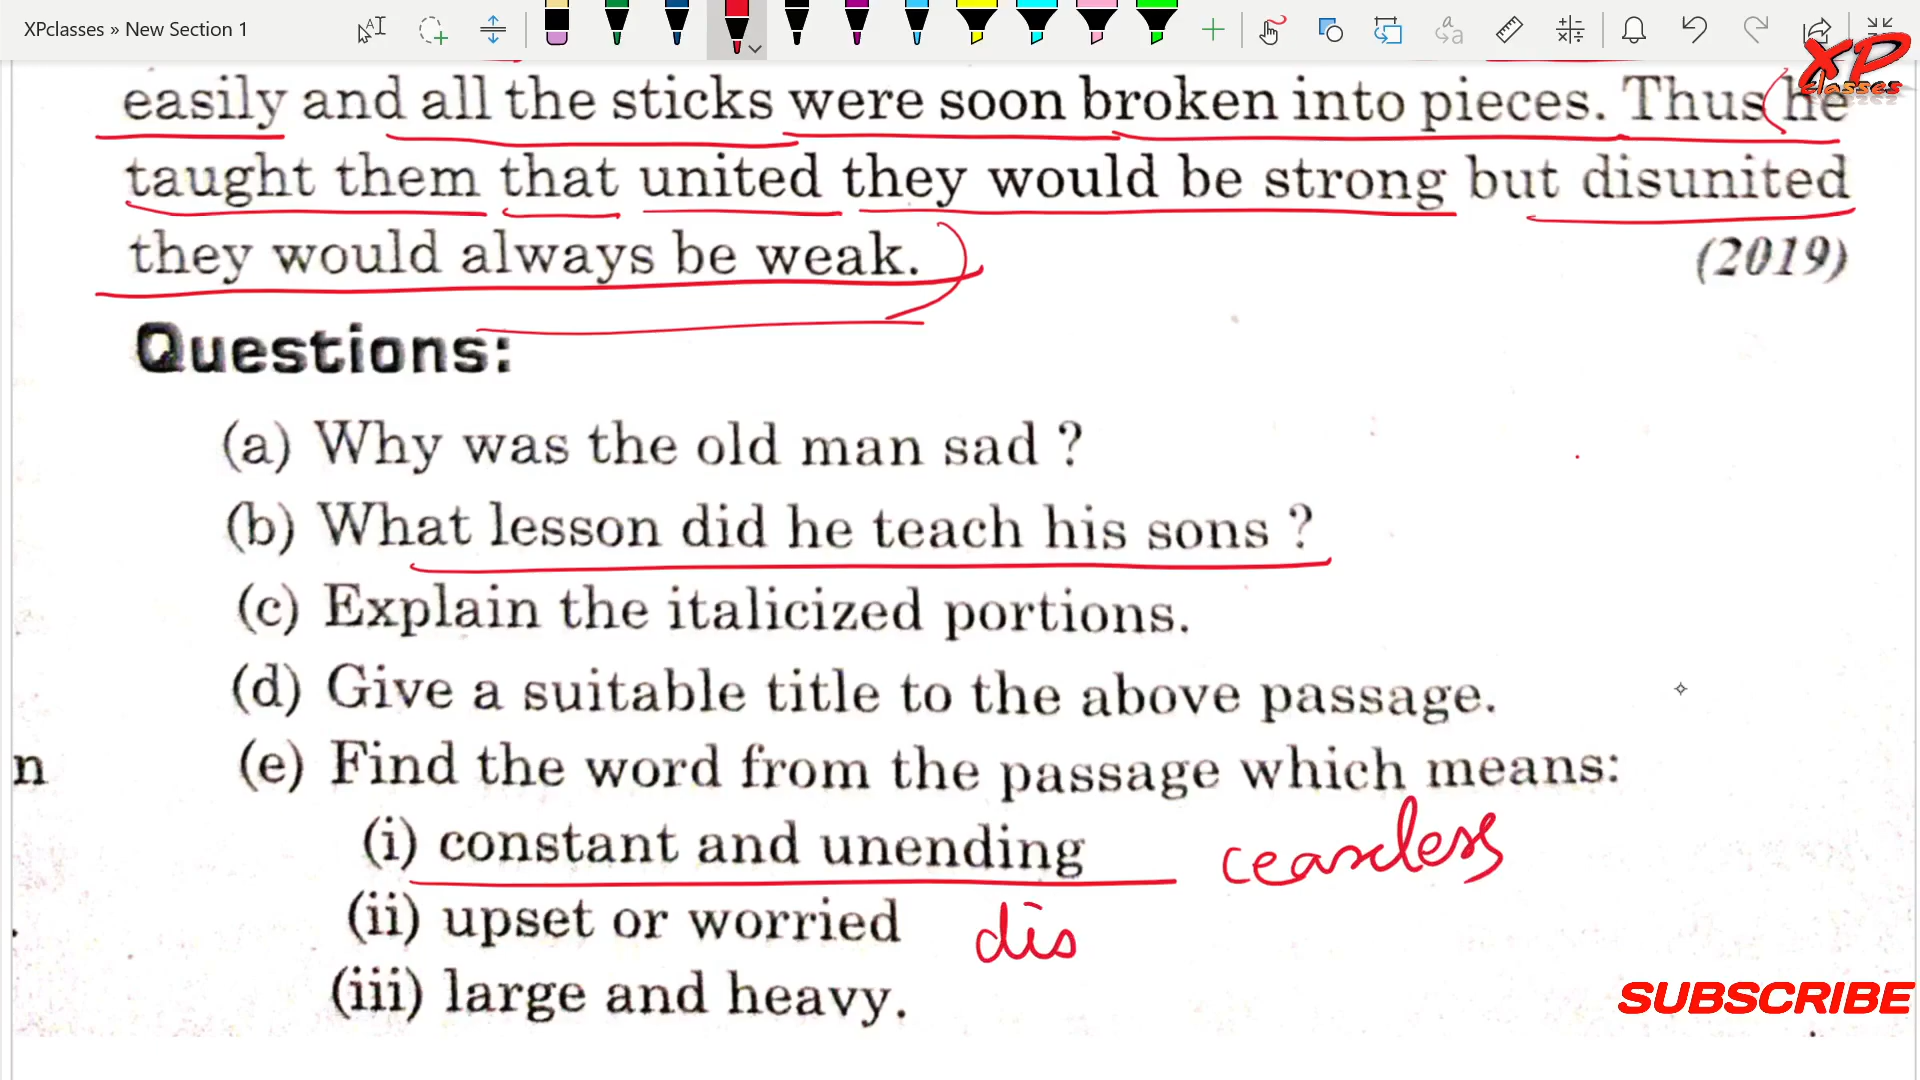 XPclasses » New Section 1
XP
classes
easily and all the sticks were soon broken into pieces. Thus he
taught them that united they would be strong but disunited
they would always be weak. (2019)
Questions:
(a) Why was the old man sad ?
(b) What lesson did he teach his sons ?
(c) Explain the italicized portions.
(d) Give a suitable title to the above passage.
n (e) Find the word from the passage which means:
(i) constant and unending ceaseless
(ii) upset or worried dis
(iii) large and heavy.
SUBSCRIBE